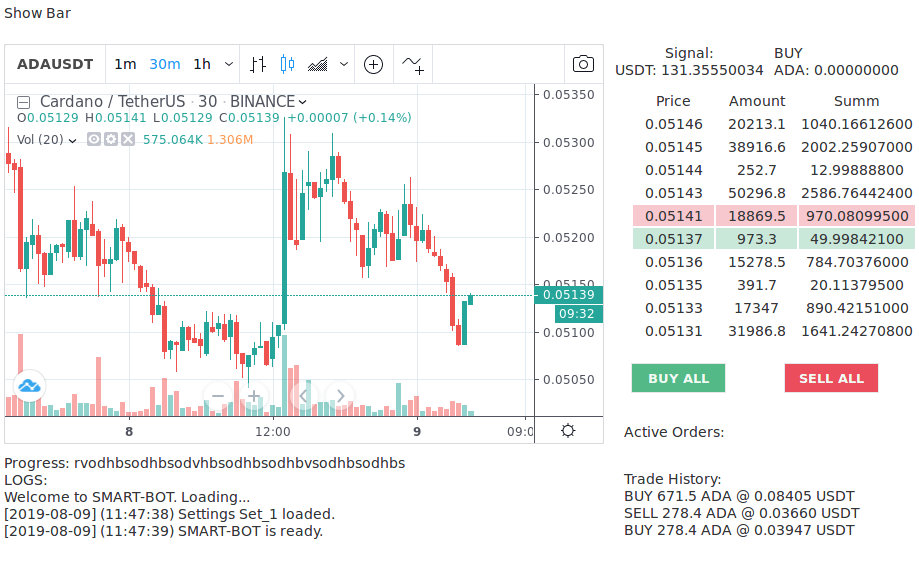 Show Bar
ADAUSDT 1m 30m 1h
Cardano / TetherUS · 30 · BINANCE
O0.05129 H0.05141 L0.05129 C0.05139 +0.00007 (+0.14%)
Vol (20) 575.064K 1.306M
0.05350
0.05300
0.05250
0.05200
0.05150
0.05139
09:32
0.05100
0.05050
8 12:00 9 09:0
Signal: BUY
USDT: 131.35550034 ADA: 0.00000000
Price Amount Summ
0.05146 20213.1 1040.16612600
0.05145 38916.6 2002.25907000
0.05144 252.7 12.99888800
0.05143 50296.8 2586.76442400
0.05141 18869.5 970.08099500
0.05137 973.3 49.99842100
0.05136 15278.5 784.70376000
0.05135 391.7 20.11379500
0.05133 17347 890.42151000
0.05131 31986.8 1641.24270800
BUY ALL SELL ALL
Active Orders:
Progress: rvodhbsodhbsodvhbsodhbsodhbvsodhbsodhbs
LOGS:
Welcome to SMART-BOT. Loading...
[2019-08-09] (11:47:38) Settings Set_1 loaded.
[2019-08-09] (11:47:39) SMART-BOT is ready.
Trade History:
BUY 671.5 ADA @ 0.08405 USDT
SELL 278.4 ADA @ 0.03660 USDT
BUY 278.4 ADA @ 0.03947 USDT